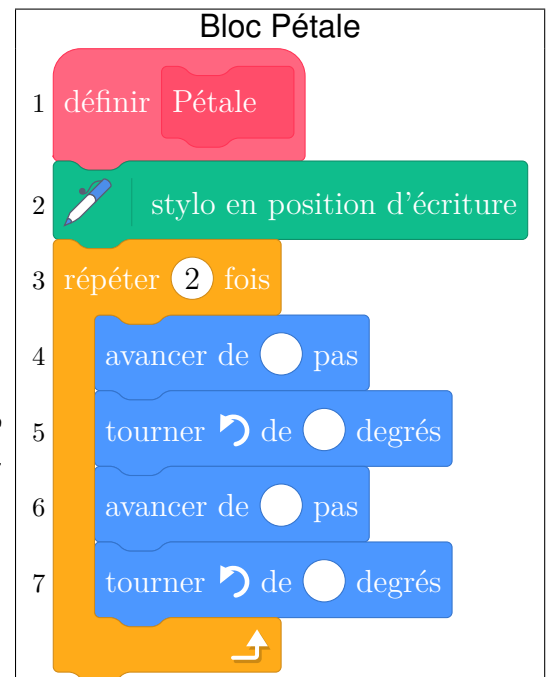 Bloc Pétale
1 définir Pétale
2 stylo en position d'écriture
3 répéter 2 fois
4 avancer de pas
5 tourner de degrés
6 avancer de pas
7 tourner de degrés